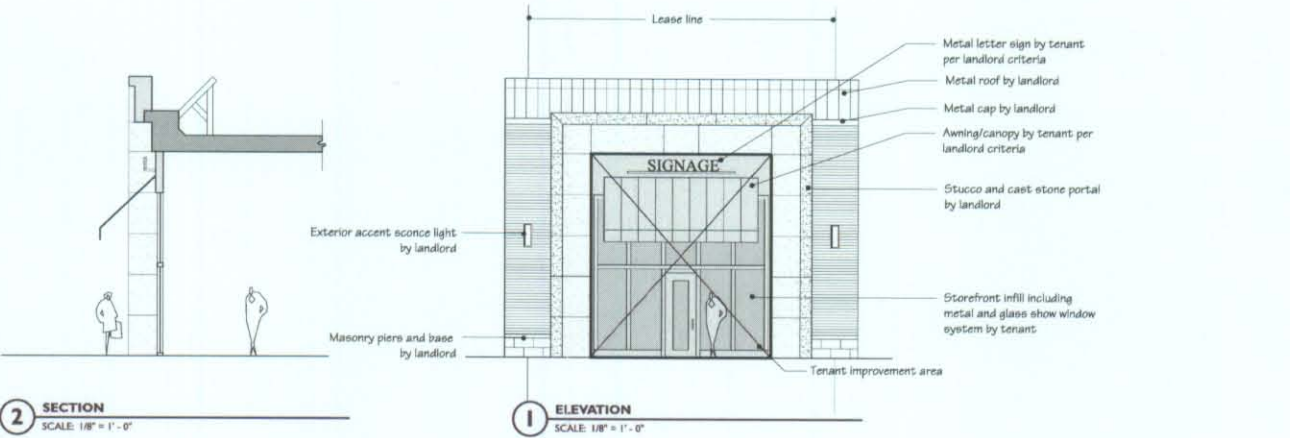 Lease line
Metal letter sign by tenant
per landlord criteria
Metal roof by landlord
Metal cap by landlord
Awning/canopy by tenant per
landlord criteria
SIGNAGE
Stucco and cast stone portal
by landlord
Exterior accent sconce light
by landlord
Storefront infill including
metal and glass show window
system by tenant
Masonry piers and base
by landlord
Tenant improvement area
2 SECTION
SCALE: 1/8" = 1' - 0"
1 ELEVATION
SCALE: 1/8" = 1' - 0"